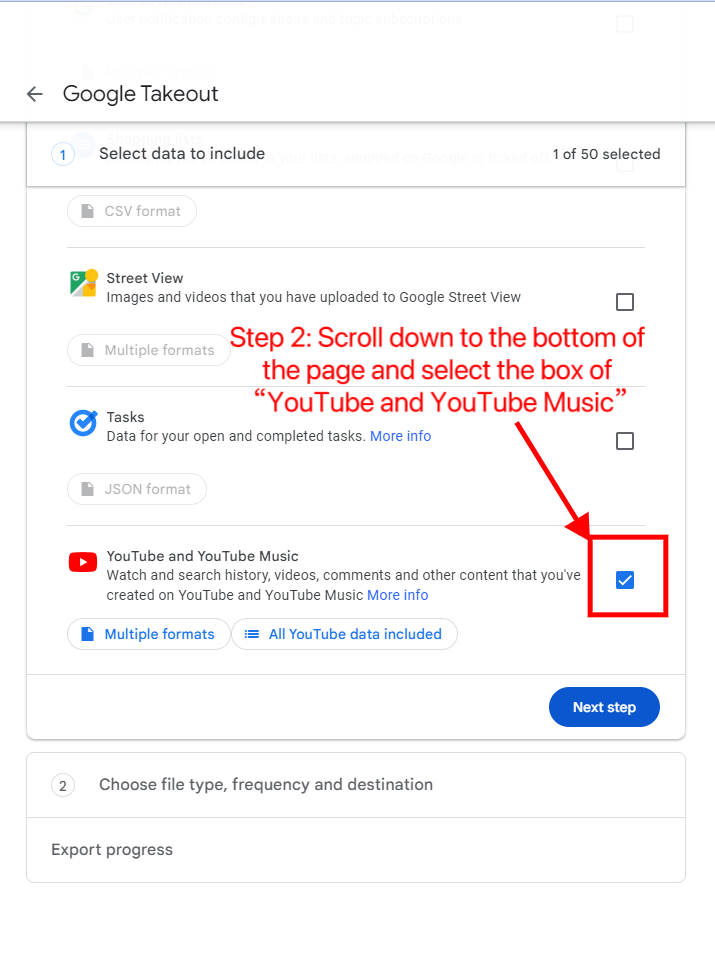 User notification configurations and topic subscriptions
Google Takeout
Shopping lists
1
Select data to include
1 of 50 selected
CSV format
Street View
Images and videos that you have uploaded to Google Street View
Multiple formats
Step 2: Scroll down to the bottom of
the page and select the box of
“YouTube and YouTube Music”
Tasks
Data for your open and completed tasks. More info
JSON format
YouTube and YouTube Music
Watch and search history, videos, comments and other content that you've
created on YouTube and YouTube Music More info
Multiple formats
All YouTube data included
Next step
2
Choose file type, frequency and destination
Export progress